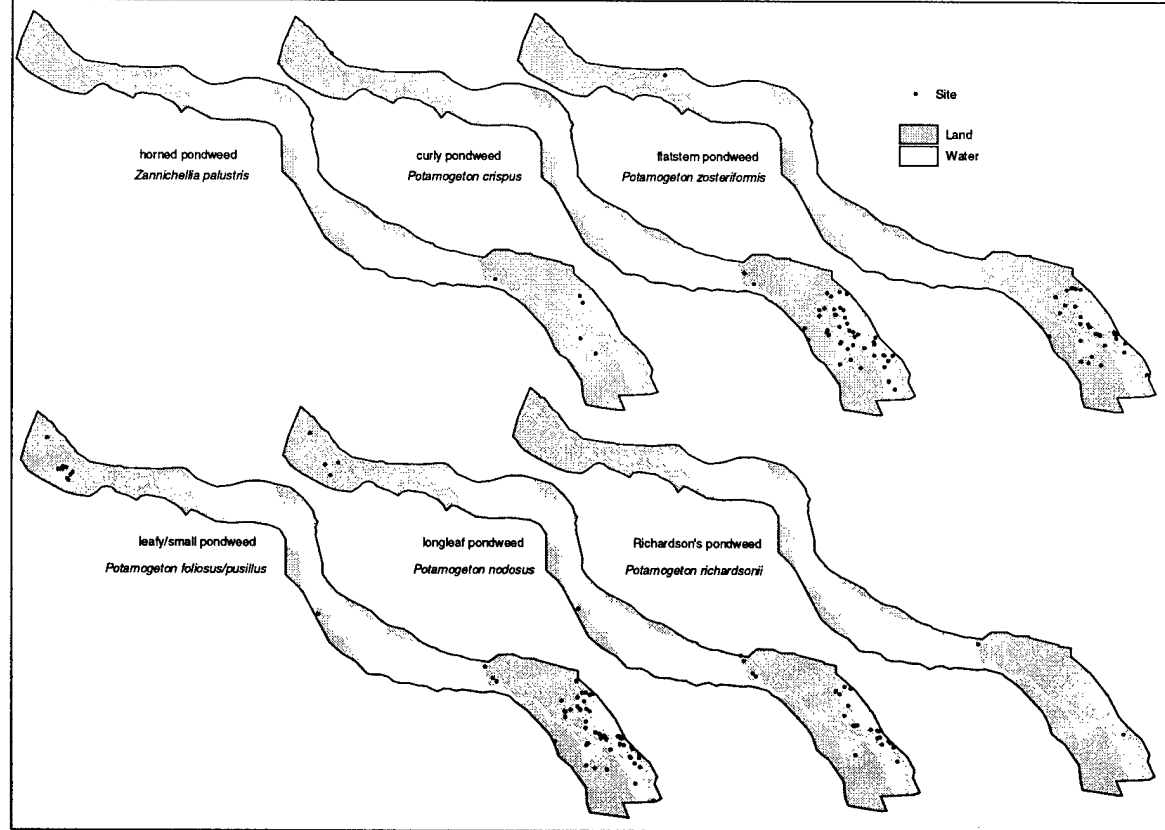 Site
Land
Water
horned pondweed
Zannichellia palustris
curly pondweed
Potamogeton crispus
flatstem pondweed
Potamogeton zosteriformis
leafy/small pondweed
Potamogeton foliosus/pusillus
longleaf pondweed
Potamogeton nodosus
Richardson's pondweed
Potamogeton richardsonii